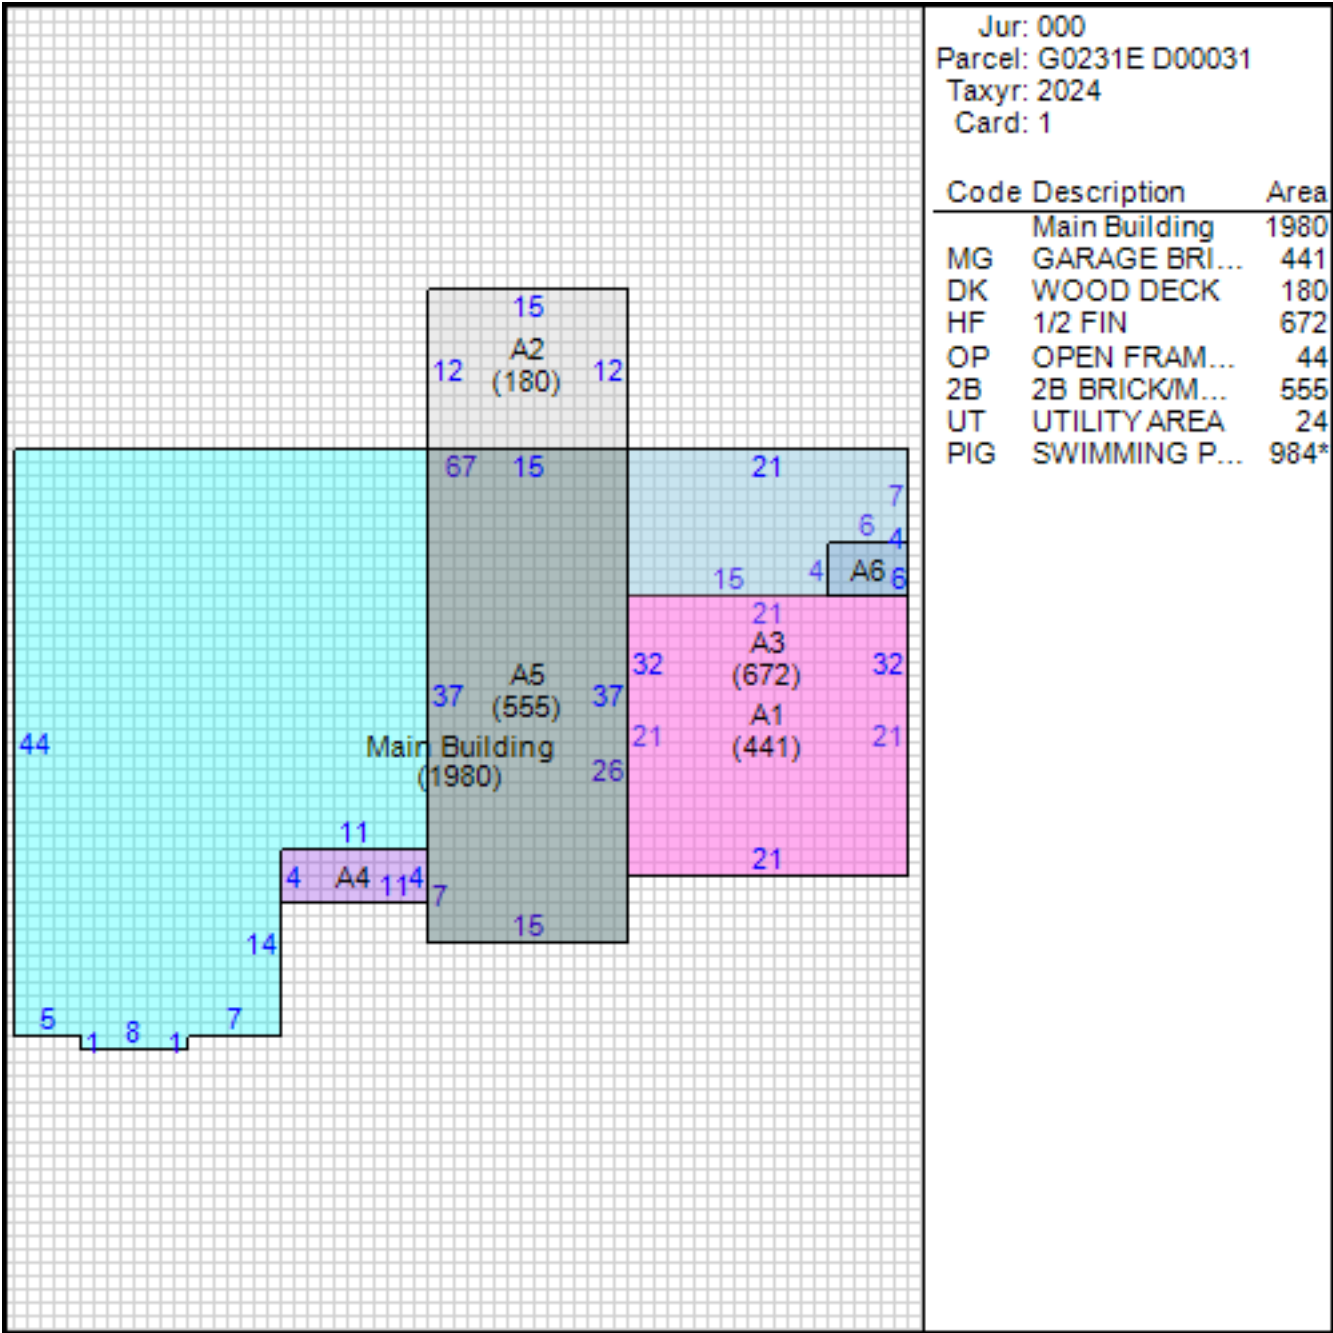 Jur: 000
Parcel: G0231E D00031
Taxyr: 2024
Card: 1
Code Description Area
Main Building 1980
MG GARAGE BRI... 441
DK WOOD DECK 180
HF 1/2 FIN 672
OP OPEN FRAM... 44
2B 2B BRICK/M... 555
UT UTILITY AREA 24
PIG SWIMMING P... 984*
15
A2
12 (180) 12
67 15 21
7
6
4
15 4 A6 6
21
A3
32 (672) 32
A5
37 (555) 37
A1
21 (441) 21
44
Main Building
(1980) 26
11
21
4 A4 11 4
7
15
14
5 1 8 1 7